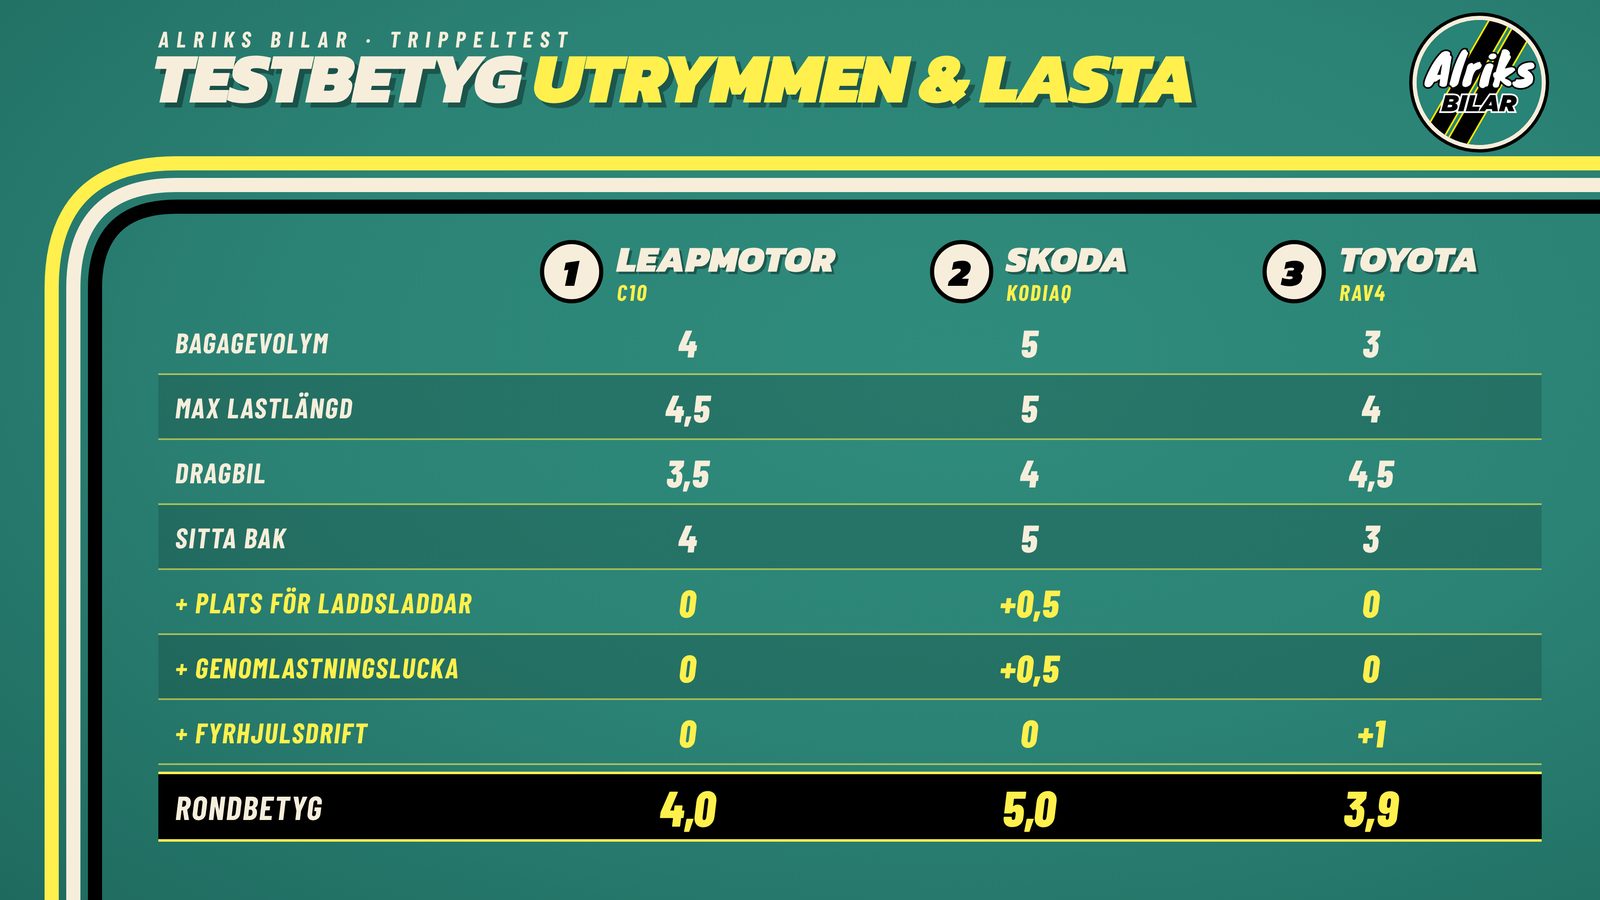 ALRIKS BILAR · TRIPPELTEST
TESTBETYG UTRYMMEN & LASTA
Alriks
BILAR
1 LEAPMOTOR 2 SKODA 3 TOYOTA
C10 KODIAQ RAV4
BAGAGEVOLYM 4 5 3
MAX LASTLÄNGD 4,5 5 4
DRAGBIL 3,5 4 4,5
SITTA BAK 4 5 3
+ PLATS FÖR LADDSLADDAR 0 +0,5 0
+ GENOMLASTNINGSLUCKA 0 +0,5 0
+ FYRHJULSDRIFT 0 0 +1
RONDBETYG 4,0 5,0 3,9